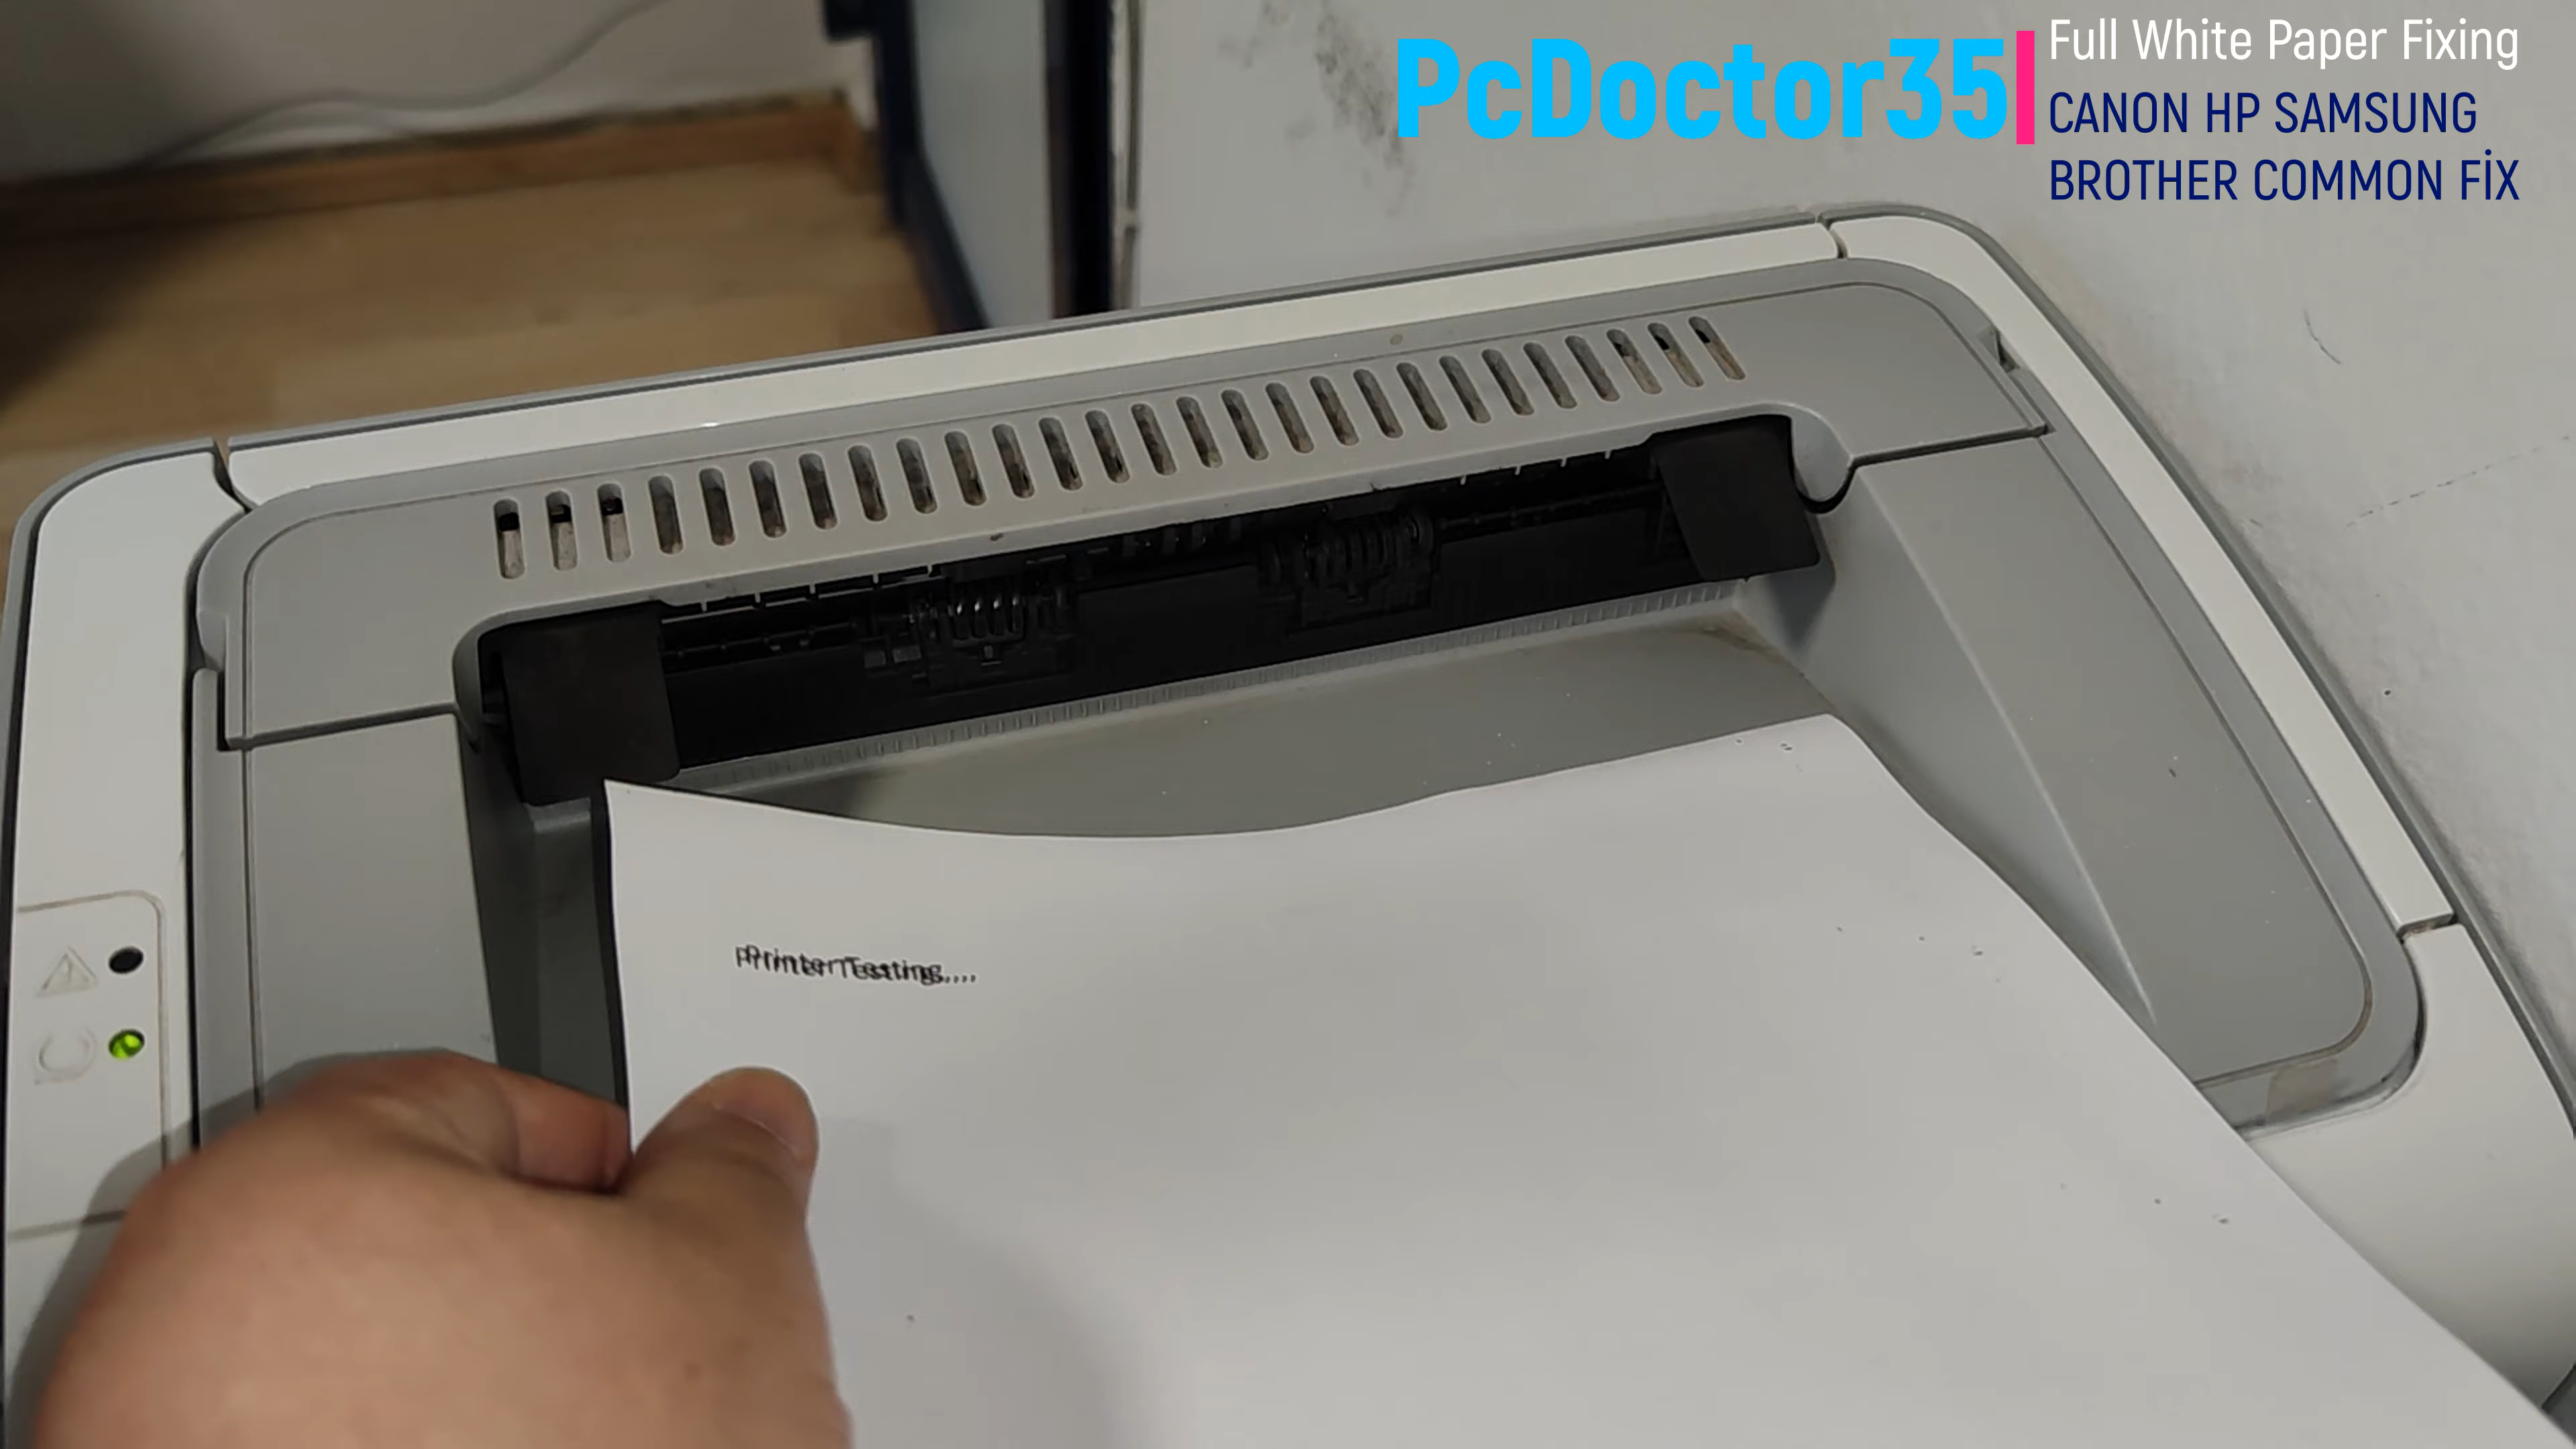 PcDoctor35
Full White Paper Fixing
CANON HP SAMSUNG
BROTHER COMMON FİX
Printer Testing....